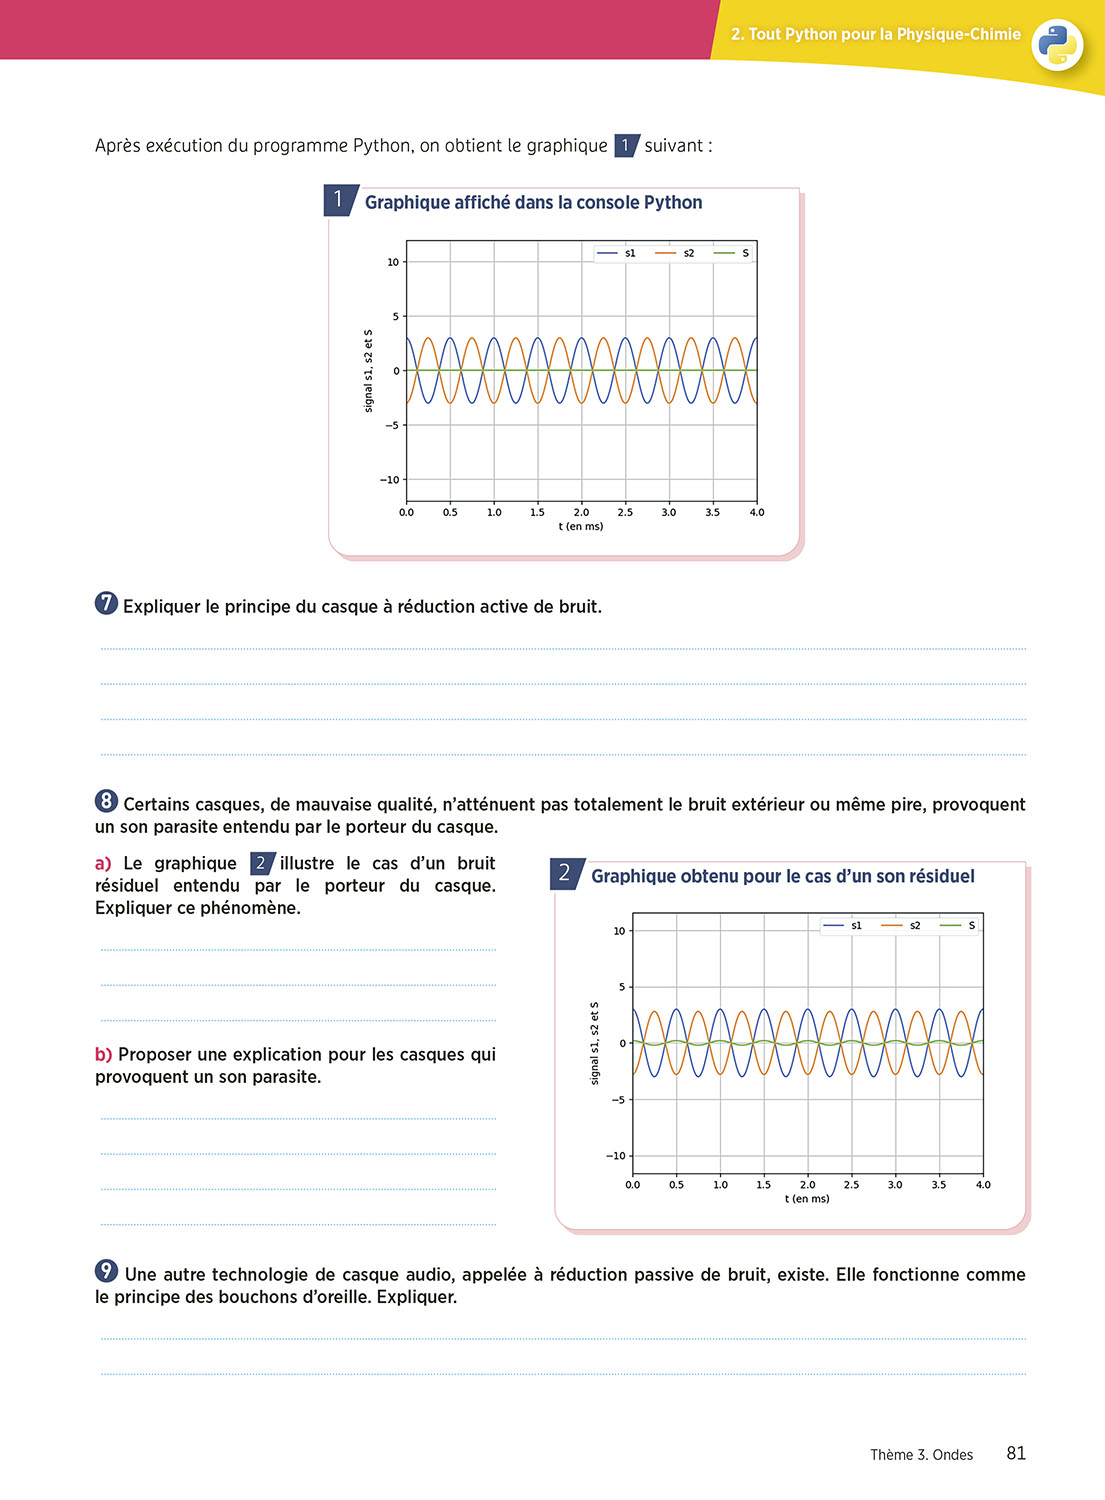 2. Tout Python pour la Physique-Chimie
Après exécution du programme Python, on obtient le graphique 1 suivant :
1 Graphique affiché dans la console Python
s1 s2 S
10
5
0
−5
−10
signal s1, s2 et S
0.0 0.5 1.0 1.5 2.0 2.5 3.0 3.5 4.0
t (en ms)
7 Expliquer le principe du casque à réduction active de bruit.
8 Certains casques, de mauvaise qualité, n’atténuent pas totalement le bruit extérieur ou même pire, provoquent
un son parasite entendu par le porteur du casque.
a) Le graphique 2 illustre le cas d’un bruit
résiduel entendu par le porteur du casque.
Expliquer ce phénomène.
b) Proposer une explication pour les casques qui
provoquent un son parasite.
2 Graphique obtenu pour le cas d’un son résiduel
s1 s2 S
10
5
0
−5
−10
signal s1, s2 et S
0.0 0.5 1.0 1.5 2.0 2.5 3.0 3.5 4.0
t (en ms)
9 Une autre technologie de casque audio, appelée à réduction passive de bruit, existe. Elle fonctionne comme
le principe des bouchons d’oreille. Expliquer.
Thème 3. Ondes 81